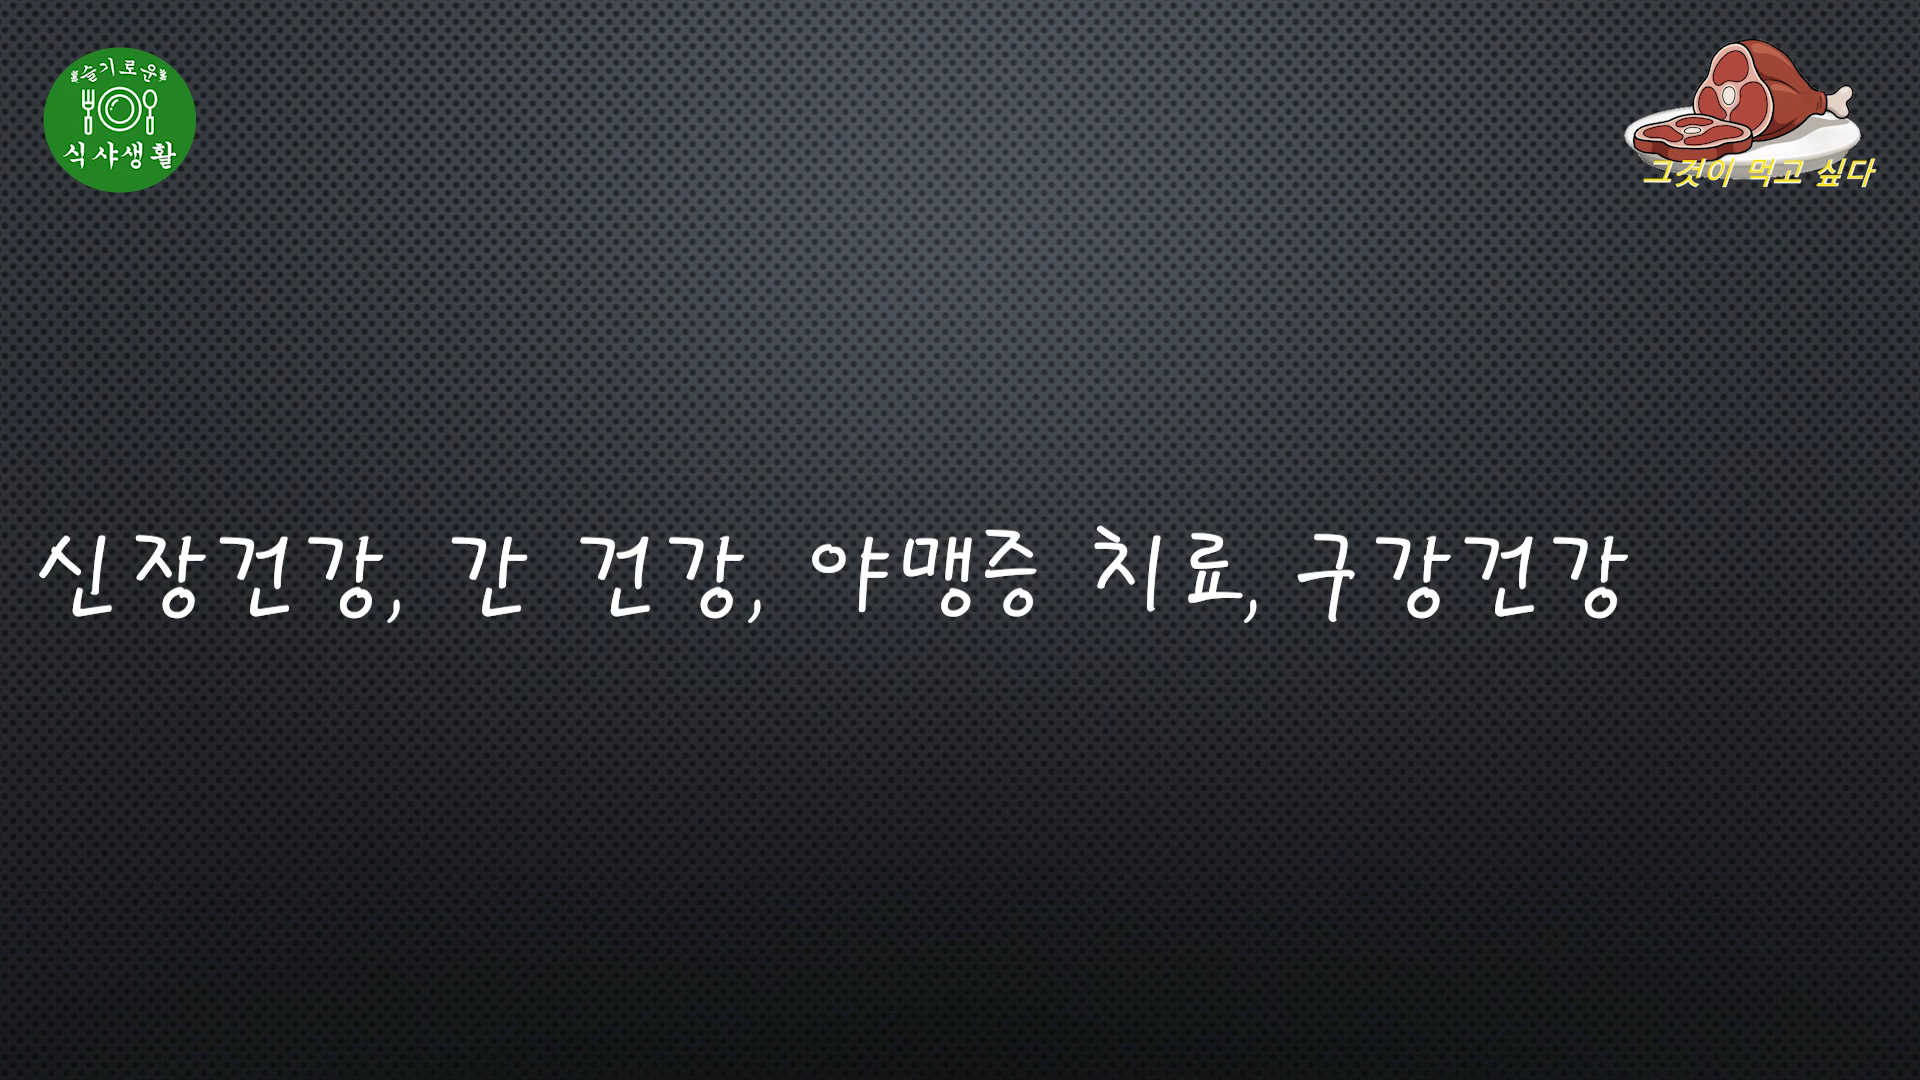 슬기로운
식샤생활
그것이 먹고 싶다
신장건강, 간 건강, 야맹증 치료, 구강건강